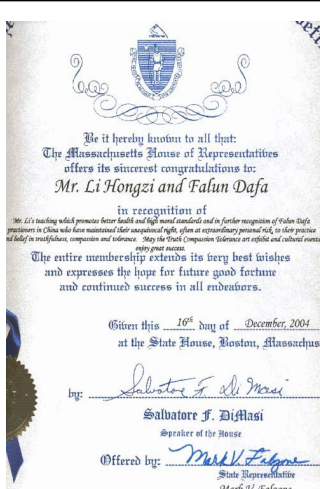 Be it hereby known to all that:
The Massachusetts House of Representatives
offers its sincerest congratulations to:
Mr. Li Hongzi and Falun Dafa
in recognition of
Mr. Li's teaching which promotes better health and high moral standards and in further recognition of Falun Dafa
practioners in China who have maintained their unequivocal right, often at extraordinary personal risk, to their practice
nd belief in truthfulness, compassion and tolerance. May the Truth Compassion Tolerance art exhibit and cultural events
enjoy great success.
The entire membership extends its very best wishes
and expresses the hope for future good fortune
and continued success in all endeavors.
Given this 16th day of December, 2004
at the State House, Boston, Massachus
by: Salvatore F. Di Masi
Salvatore F. DiMasi
Speaker of the House
Offered by: Mark V. Falzone
State Representative
Mark V. Falzone